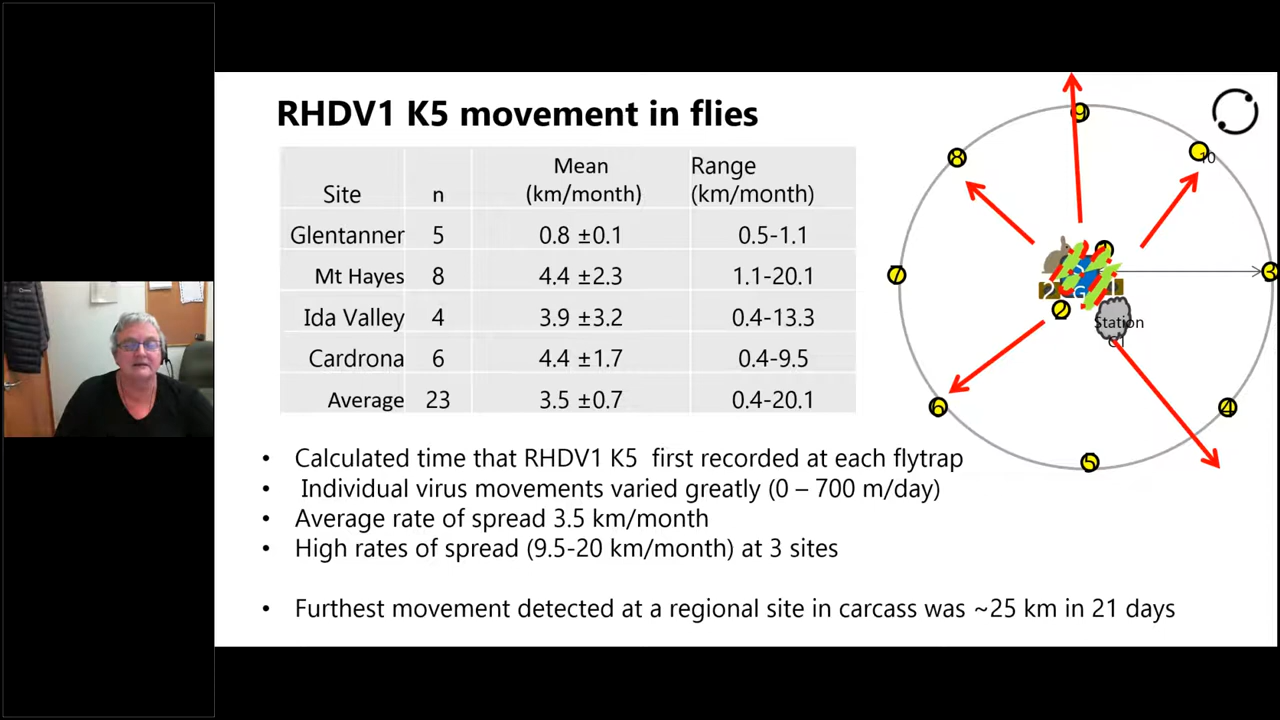 RHDV1 K5 movement in flies
Site n Mean (km/month) Range (km/month)
Glentanner 5 0.8 ±0.1 0.5-1.1
Mt Hayes 8 4.4 ±2.3 1.1-20.1
Ida Valley 4 3.9 ±3.2 0.4-13.3
Cardrona 6 4.4 ±1.7 0.4-9.5
Average 23 3.5 ±0.7 0.4-20.1
• Calculated time that RHDV1 K5 first recorded at each flytrap
• Individual virus movements varied greatly (0 – 700 m/day)
• Average rate of spread 3.5 km/month
• High rates of spread (9.5-20 km/month) at 3 sites
• Furthest movement detected at a regional site in carcass was ~25 km in 21 days
9
8
10
7
3
2
1
2
Station
C1
6
4
5